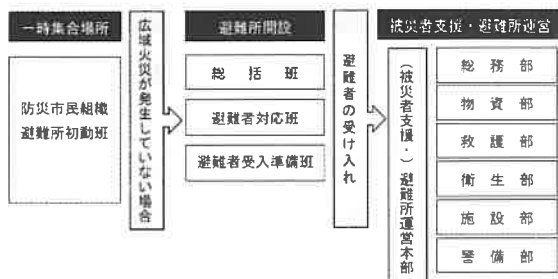 一時集合場所
防災市民組織
避難所初動班
広域火災が発生していない場合
避難所開設
総括班
避難者対応班
避難者受入準備班
避難者の受け入れ
被災者支援・避難所運営
(被災者支援・)避難所運営本部
総務部
物資部
救護部
衛生部
施設部
警備部